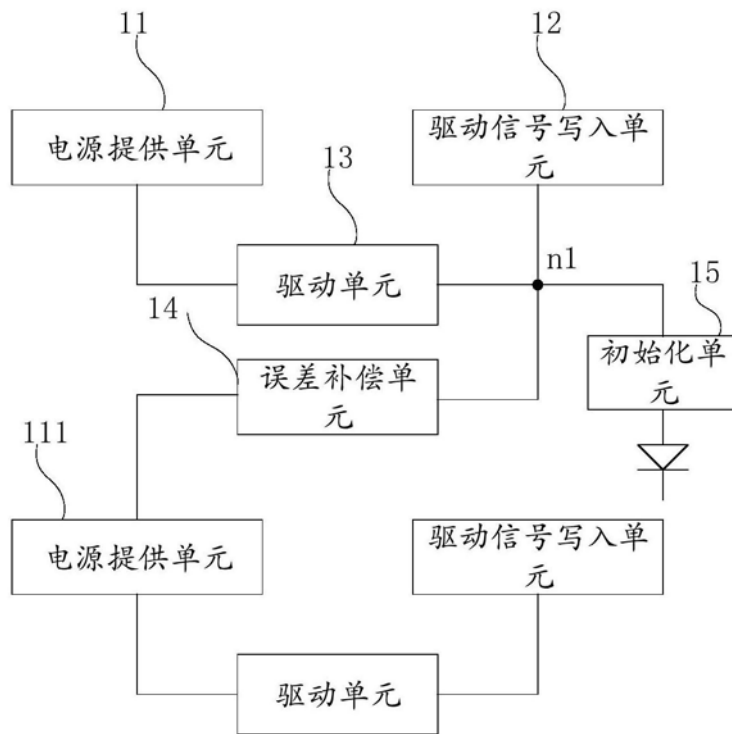 11
12
电源提供单元
驱动信号写入单
元
13
n1
驱动单元
15
14
初始化单
元
误差补偿单
元
111
电源提供单元
驱动信号写入单
元
驱动单元